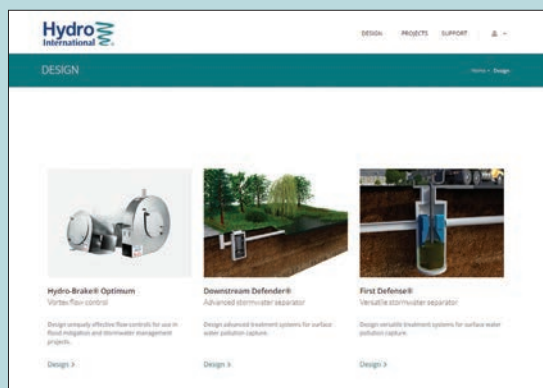 Hydro
International
DESIGN PROJECTS SUPPORT
DESIGN
Home • Design
Hydro-Brake® Optimum
Vortex flow control
Design uniquely effective flow controls for use in
flood mitigation and stormwater management
projects.
Design >
Downstream Defender®
Advanced stormwater separator
Design advanced treatment systems for surface
water pollution capture.
Design >
First Defense®
Versatile stormwater separator
Design versatile treatment systems for surface water
pollution capture.
Design >